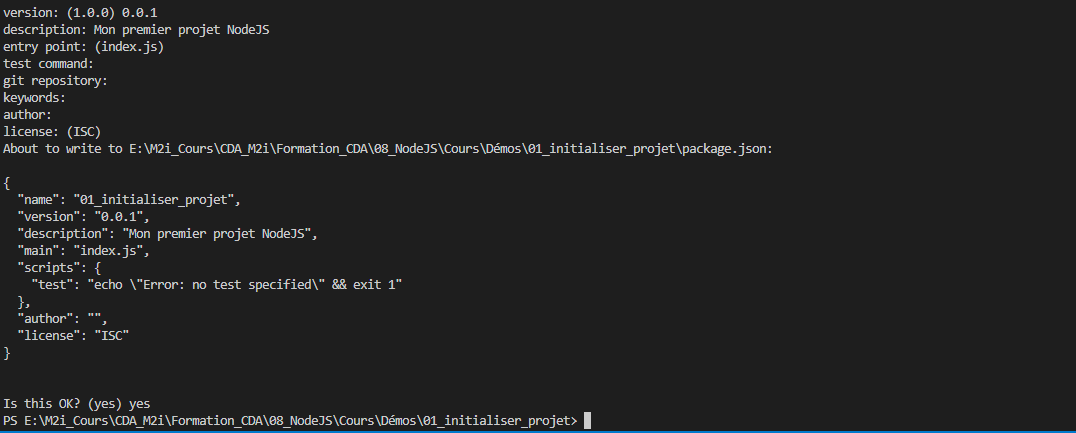 version: (1.0.0) 0.0.1
description: Mon premier projet NodeJS
entry point: (index.js)
test command:
git repository:
keywords:
author:
license: (ISC)
About to write to E:\M2i_Cours\CDA_M2i\Formation_CDA\08_NodeJS\Cours\Démos\01_initialiser_projet\package.json:
{
  "name": "01_initialiser_projet",
  "version": "0.0.1",
  "description": "Mon premier projet NodeJS",
  "main": "index.js",
  "scripts": {
    "test": "echo \"Error: no test specified\" && exit 1"
  },
  "author": "",
  "license": "ISC"
}
Is this OK? (yes) yes
PS E:\M2i_Cours\CDA_M2i\Formation_CDA\08_NodeJS\Cours\Démos\01_initialiser_projet>